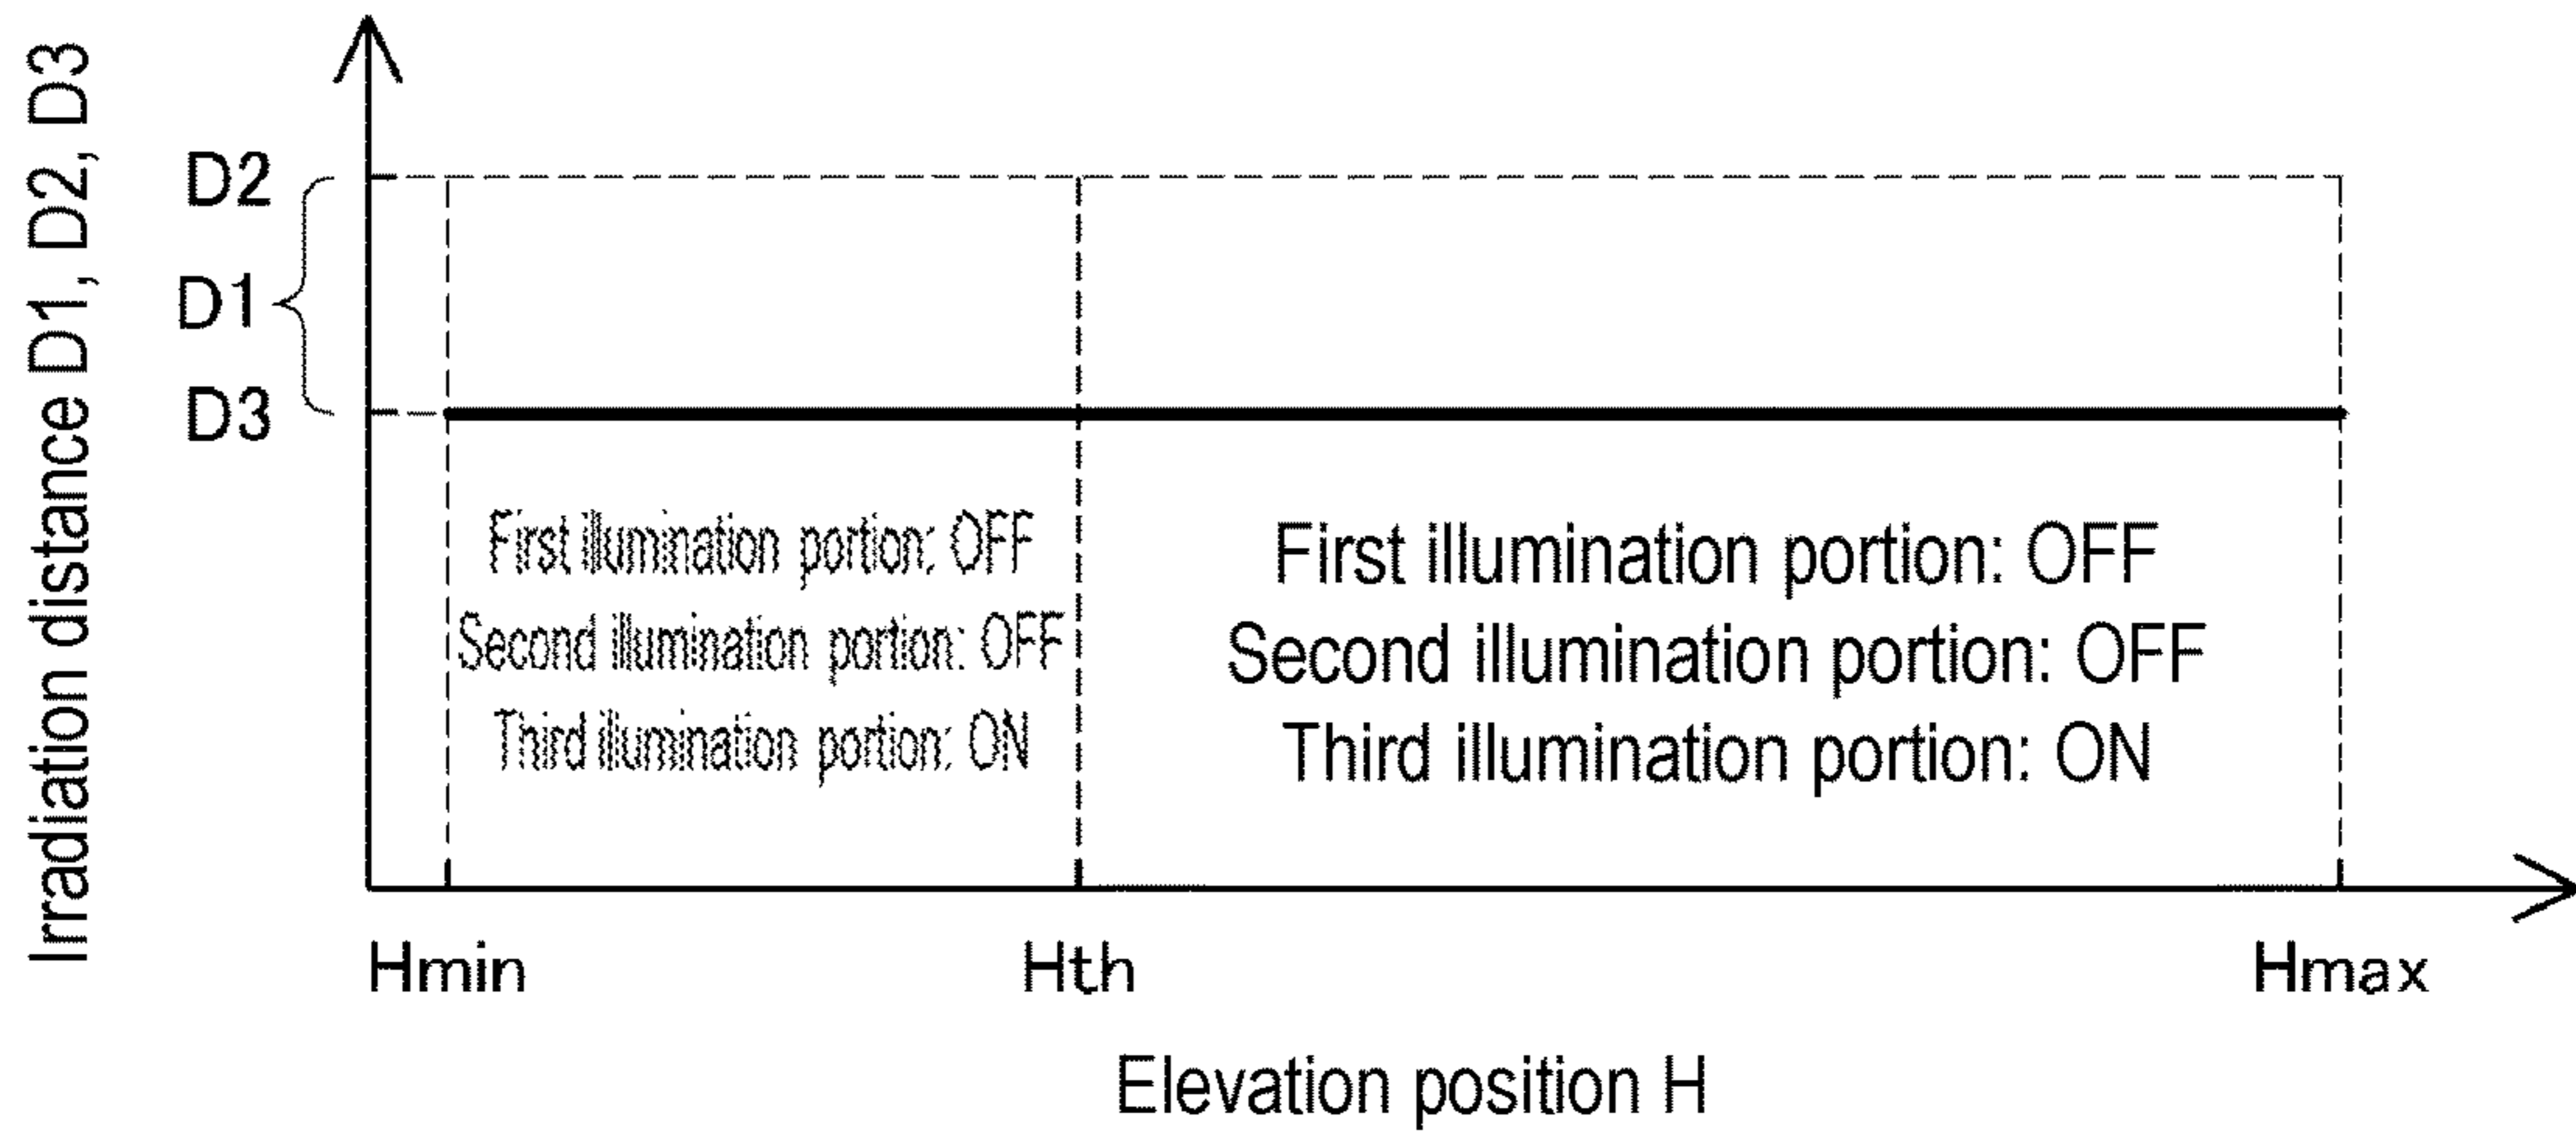 Irradiation distance D1, D2, D3
D2
D1
D3
First illumination portion: OFF
Second illumination portion: OFF
Third illumination portion: ON
First illumination portion: OFF
Second illumination portion: OFF
Third illumination portion: ON
Hmin
Hth
Hmax
Elevation position H